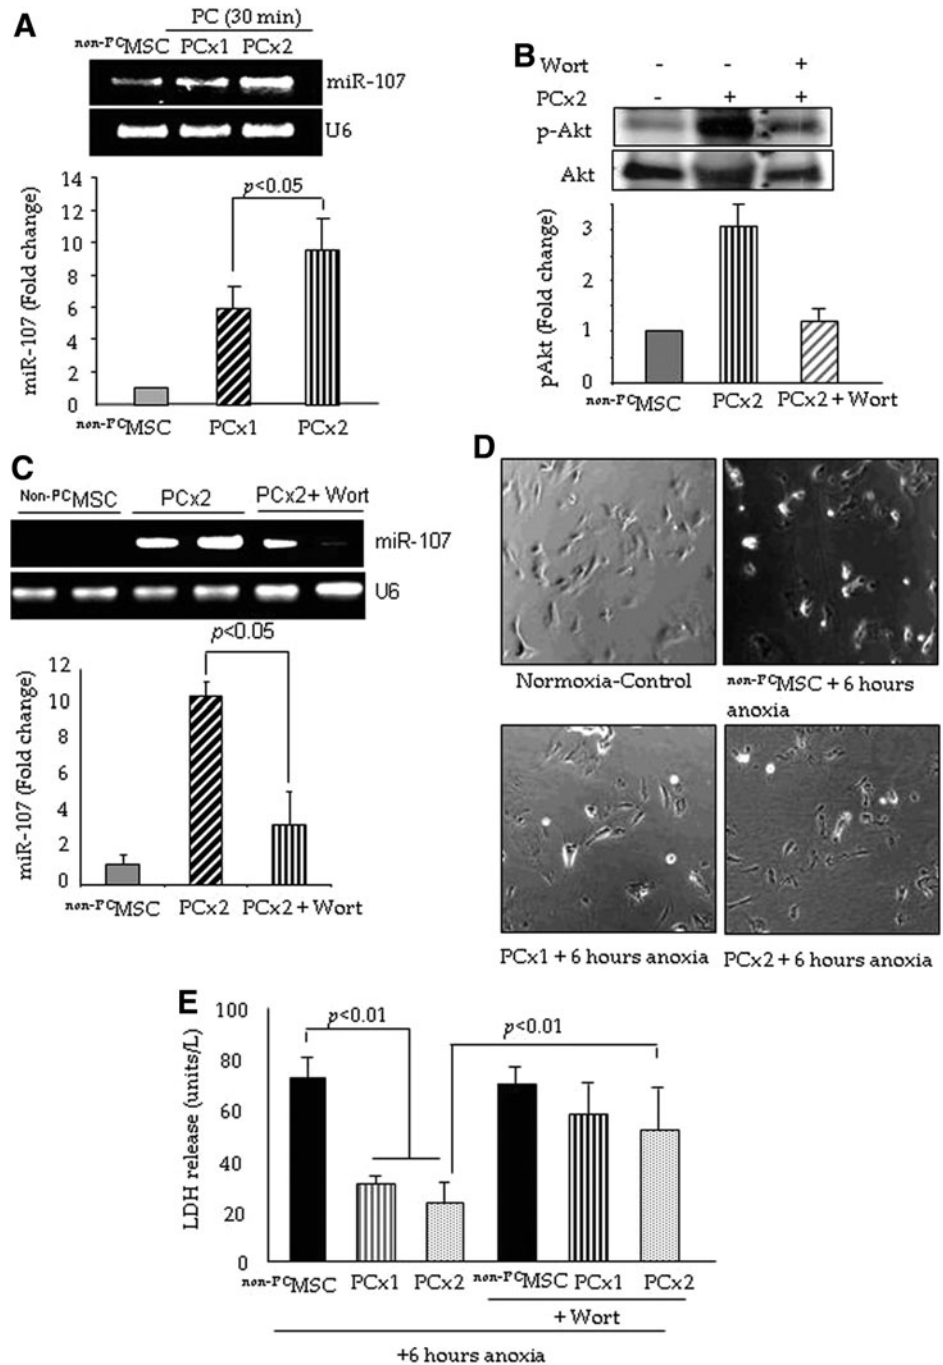 A
PC (30 min)
non-PCMSC PCx1 PCx2
miR-107
U6
miR-107 (Fold change)
14
12
10
8
6
4
2
0
p<0.05
non-PCMSC PCx1 PCx2
B
Wort - - +
PCx2 - + +
p-Akt
Akt
pAkt (Fold change)
3
2
1
0
non-PCMSC PCx2 PCx2 + Wort
C
Non-PCMSC PCx2 PCx2+ Wort
miR-107
U6
p<0.05
miR-107 (Fold change)
12
10
8
6
4
2
0
non-PCMSC PCx2 PCx2 + Wort
D
Normoxia-Control
non-PCMSC + 6 hours
anoxia
PCx1 + 6 hours anoxia
PCx2 + 6 hours anoxia
E
LDH release (units/L)
100
80
60
40
20
0
p<0.01
p<0.01
non-PCMSC PCx1 PCx2 non-PCMSC PCx1 PCx2
+ Wort
+6 hours anoxia